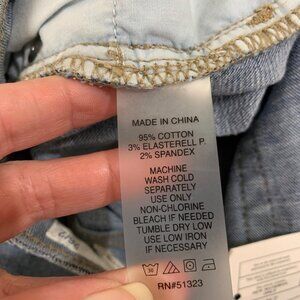 MADE IN CHINA
95% COTTON
3% ELASTERELL P.
2% SPANDEX
MACHINE
WASH COLD
SEPARATELY
USE ONLY
NON-CHLORINE
BLEACH IF NEEDED
TUMBLE DRY LOW
USE LOW IRON
IF NECESSARY
30
RN#51323